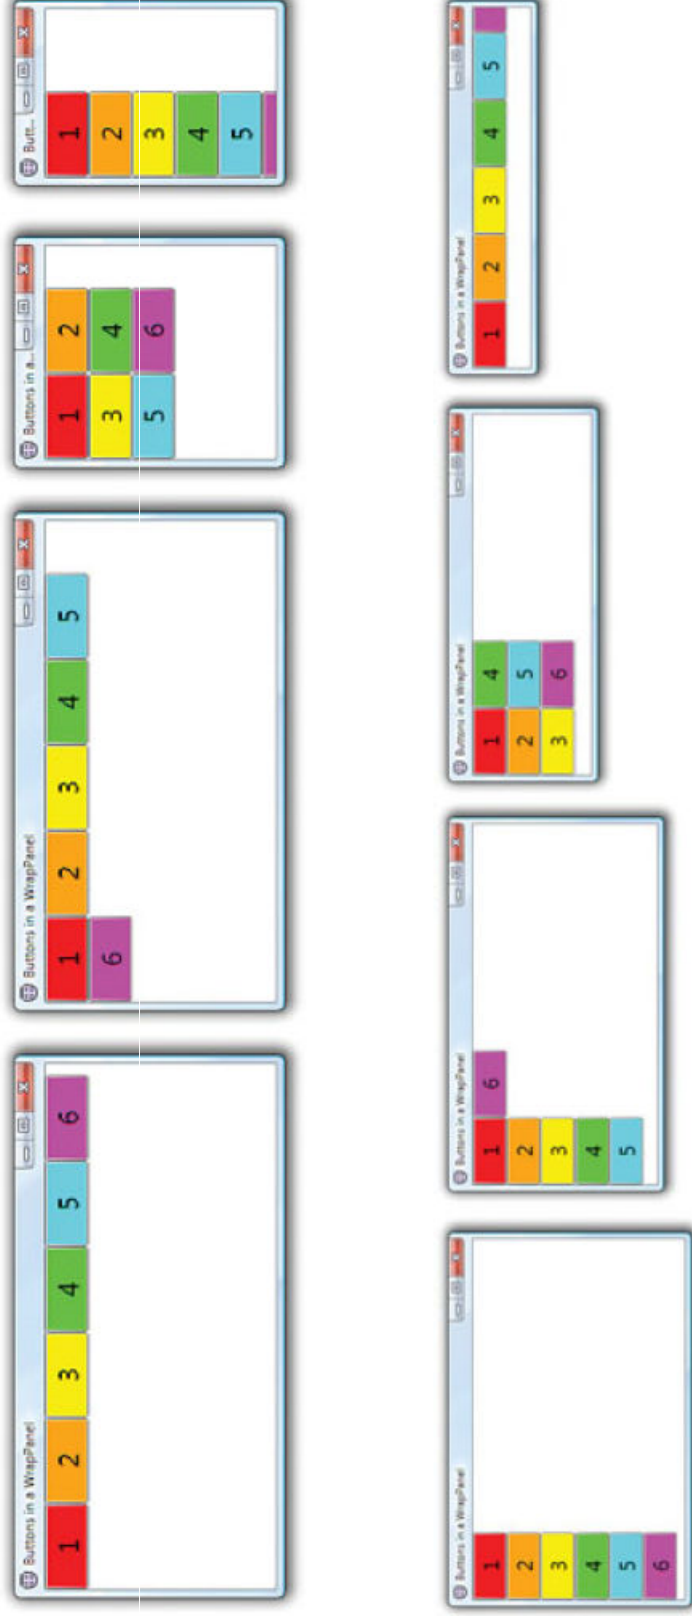 Buttons in a WrapPanel
1 2 3 4 5 6
Buttons in a WrapPanel
1 2 3 4 5
6
Buttons in a...
1 2
3 4
5 6
Butt...
1
2
3
4
5
Buttons in a WrapPanel
1
2
3
4
5
6
Buttons in a WrapPanel
1 6
2
3
4
5
Buttons in a WrapPanel
1 4
2 5
3 6
Buttons in a WrapPanel
1 2 3 4 5